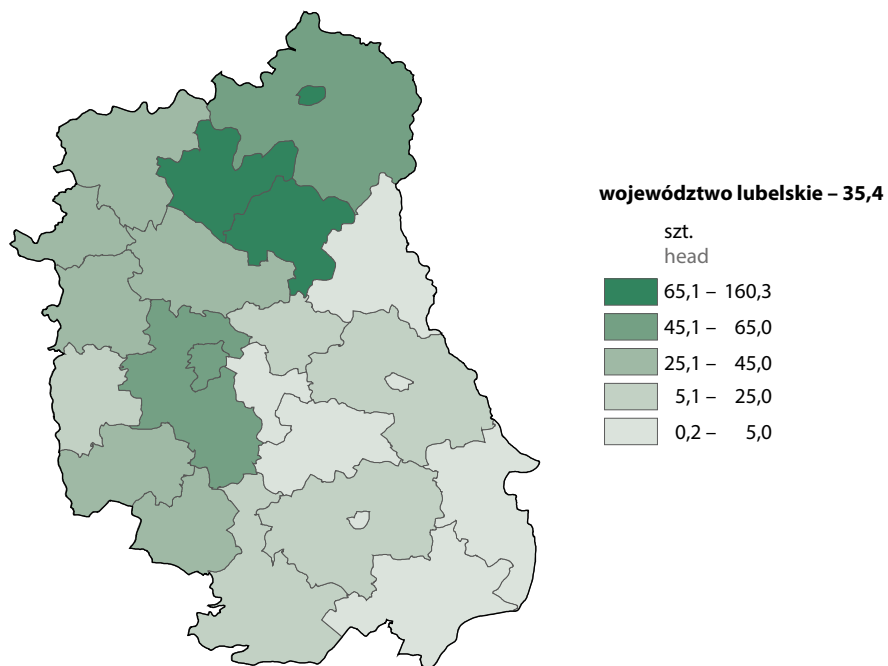 województwo lubelskie – 35,4
szt.
head
65,1 – 160,3
45,1 – 65,0
25,1 – 45,0
5,1 – 25,0
0,2 – 5,0